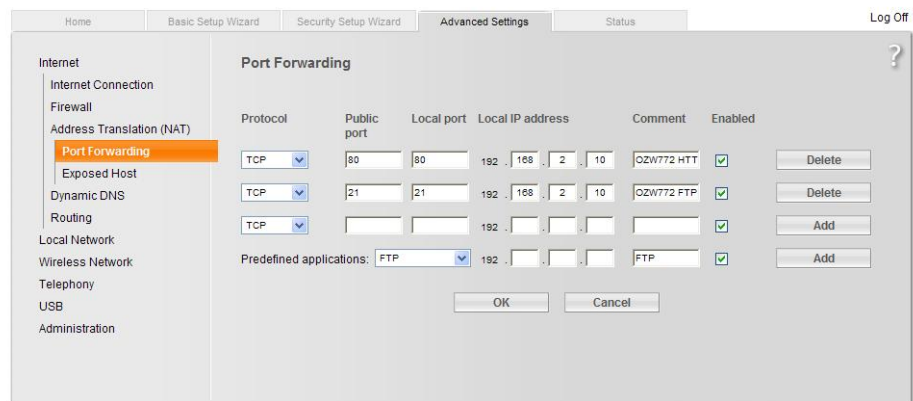 Home Basic Setup Wizard Security Setup Wizard Advanced Settings Status Log Off
?
Internet
Internet Connection
Firewall
Address Translation (NAT)
Port Forwarding
Exposed Host
Dynamic DNS
Routing
Local Network
Wireless Network
Telephony
USB
Administration
Port Forwarding
Protocol Public port Local port Local IP address Comment Enabled
TCP 80 80 192 . 168 . 2 . 10 OZW772 HTT Delete
TCP 21 21 192 . 168 . 2 . 10 OZW772 FTP Delete
TCP 192 . . . Add
Predefined applications: FTP 192 . . . FTP Add
OK Cancel